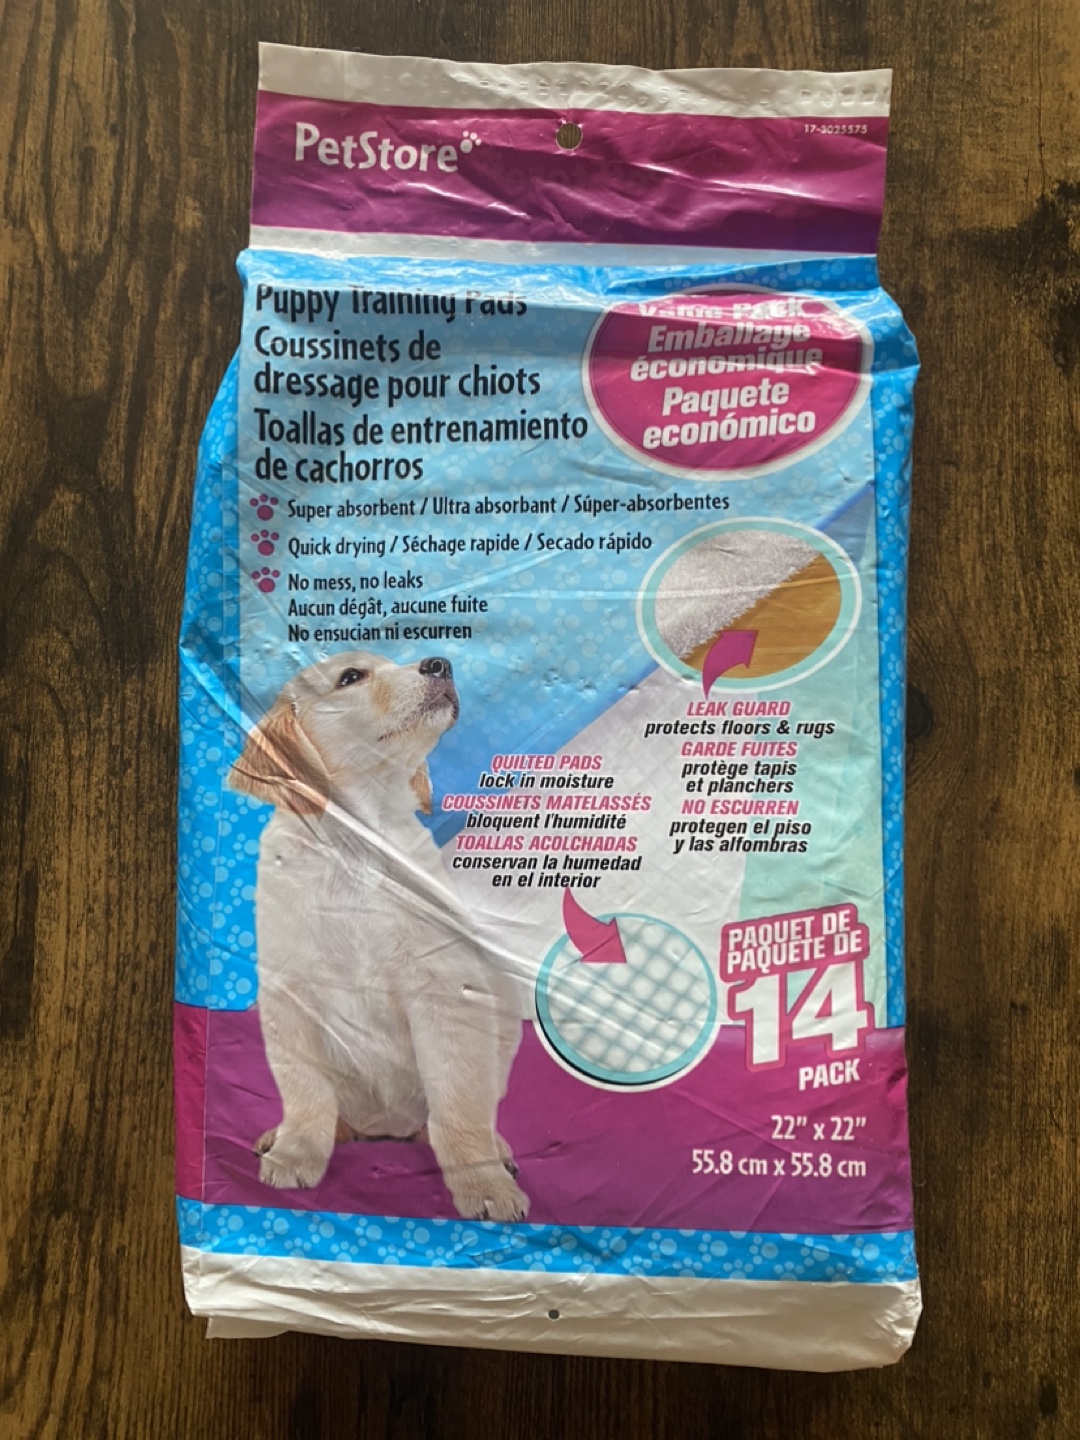 PetStore
17-3025575
Puppy Training Pads
Coussinets de
dressage pour chiots
Toallas de entrenamiento
de cachorros
Value Pack
Emballage
économique
Paquete
económico
Super absorbent / Ultra absorbant / Súper-absorbentes
Quick drying / Séchage rapide / Secado rápido
No mess, no leaks
Aucun dégât, aucune fuite
No ensucian ni escurren
LEAK GUARD
protects floors & rugs
GARDE FUITES
protège tapis
et planchers
NO ESCURREN
protegen el piso
y las alfombras
QUILTED PADS
lock in moisture
COUSSINETS MATELASSÉS
bloquent l'humidité
TOALLAS ACOLCHADAS
conservan la humedad
en el interior
PAQUET DE
PAQUETE DE
14
PACK
22" x 22"
55.8 cm x 55.8 cm